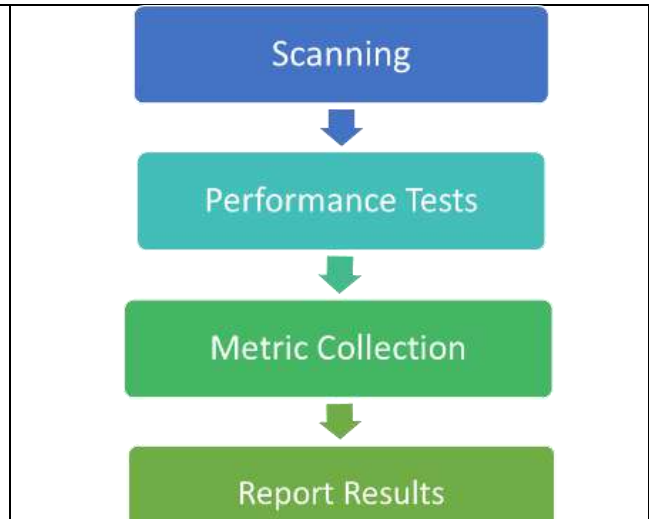 Scanning
Performance Tests
Metric Collection
Report Results